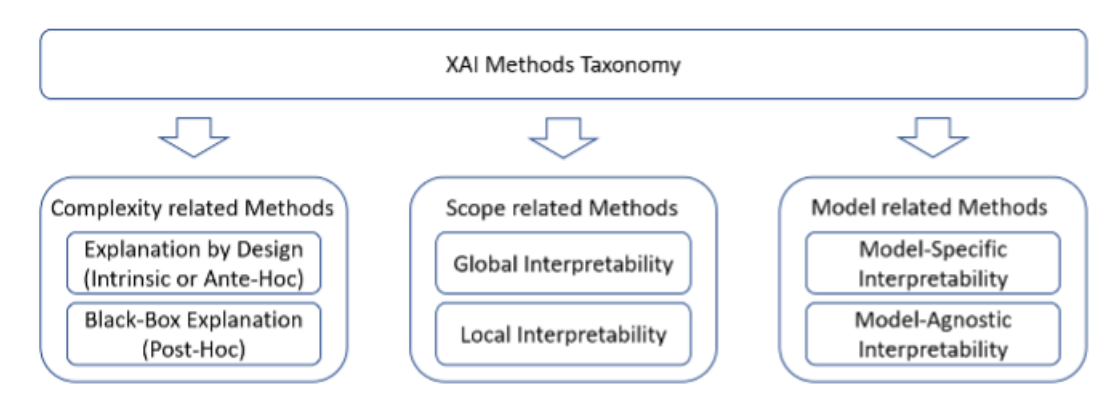 XAI Methods Taxonomy
Complexity related Methods
Explanation by Design
(Intrinsic or Ante-Hoc)
Black-Box Explanation
(Post-Hoc)
Scope related Methods
Global Interpretability
Local Interpretability
Model related Methods
Model-Specific
Interpretability
Model-Agnostic
Interpretability